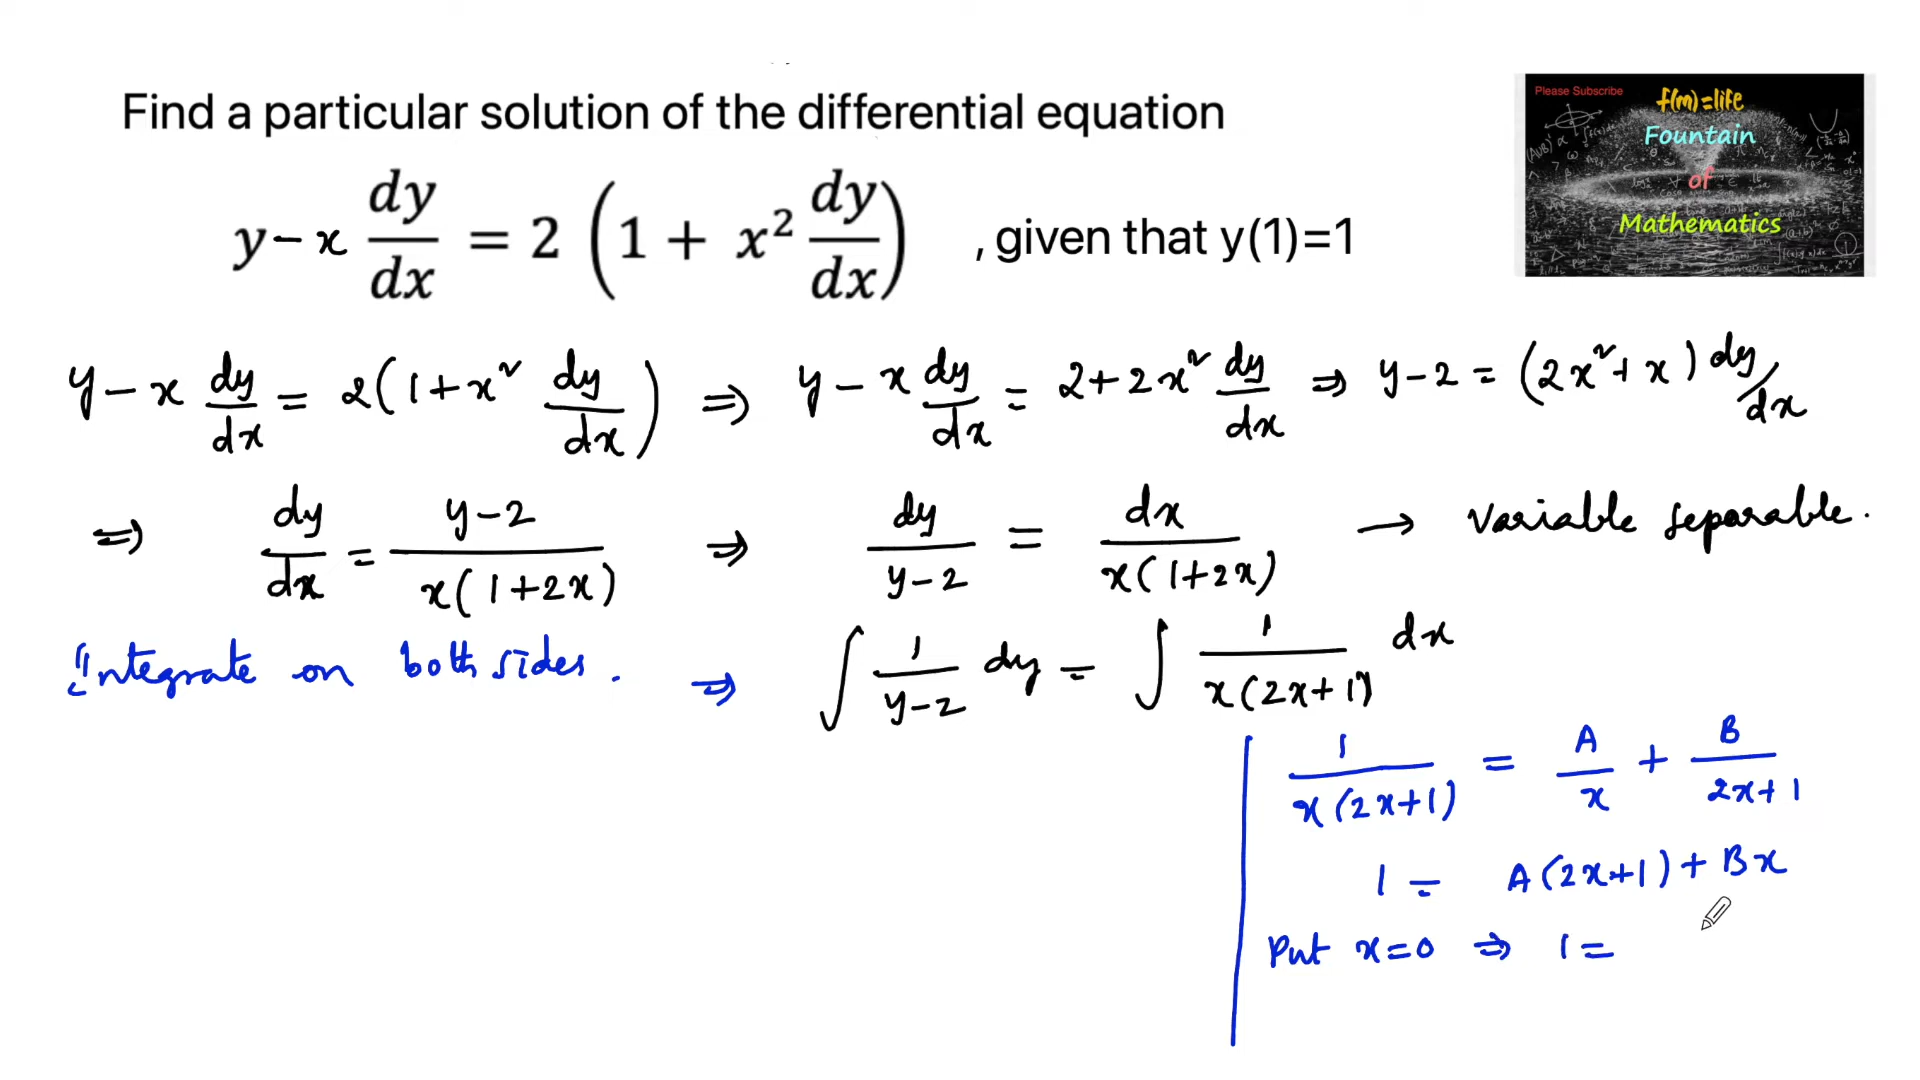 Find a particular solution of the differential equation
y - x dy/dx = 2 (1 + x² dy/dx) , given that y(1)=1
Please Subscribe
f(m)=life
Fountain
of
Mathematics
y - x dy/dx = 2(1 + x² dy/dx) ⇒ y - x dy/dx = 2 + 2x² dy/dx ⇒ y - 2 = (2x² + x) dy/dx
⇒ dy/dx = y-2/x(1+2x) ⇒ dy/y-2 = dx/x(1+2x) → variable separable.
Integrate on both sides. ⇒ ∫ 1/y-2 dy = ∫ 1/x(2x+1) dx
1/x(2x+1) = A/x + B/2x+1
1 = A(2x+1) + Bx
Put x=0 ⇒ 1 =